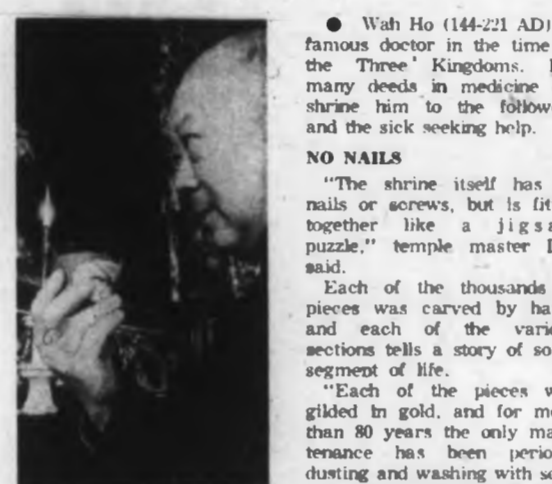 ● Wah Ho (144-221 AD)
famous doctor in the time
the Three Kingdoms.
many deeds in medicine
shrine him to the
and the sick seeking help.
NO NAILS
"The shrine itself has
nails or screws, but is fit
together like a jigsa
puzzle," temple master
said.
Each of the thousands
pieces was carved by ha
and each of the vari
sections tells a story of so
segment of life.
"Each of the pieces w
gilded in gold, and for mo
than 80 years the only ma
tenance has been perio
dusting and washing with so